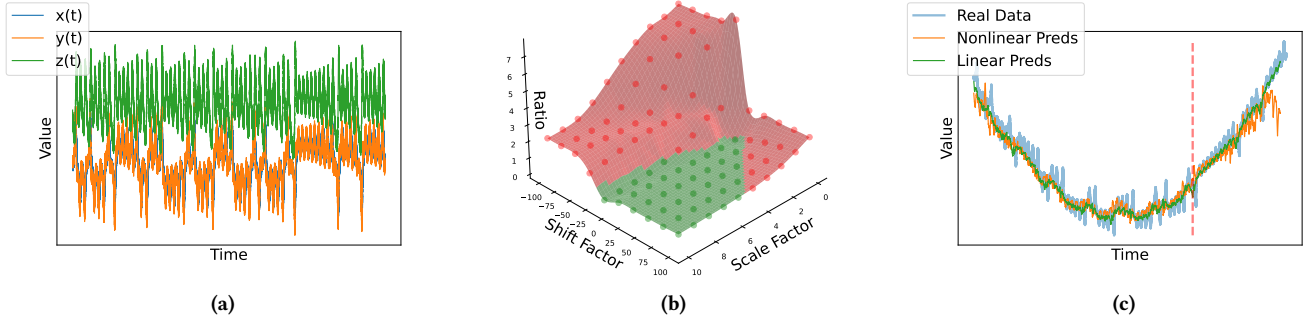 x(t)
y(t)
z(t)
Value
Time
(a)
7
6
5
4
3
2
1
0
Ratio
−100
−75
−50
−25
0
25
50
75
100
Shift Factor
10
8
6
4
2
0
Scale Factor
(b)
Real Data
Nonlinear Preds
Linear Preds
Value
Time
(c)